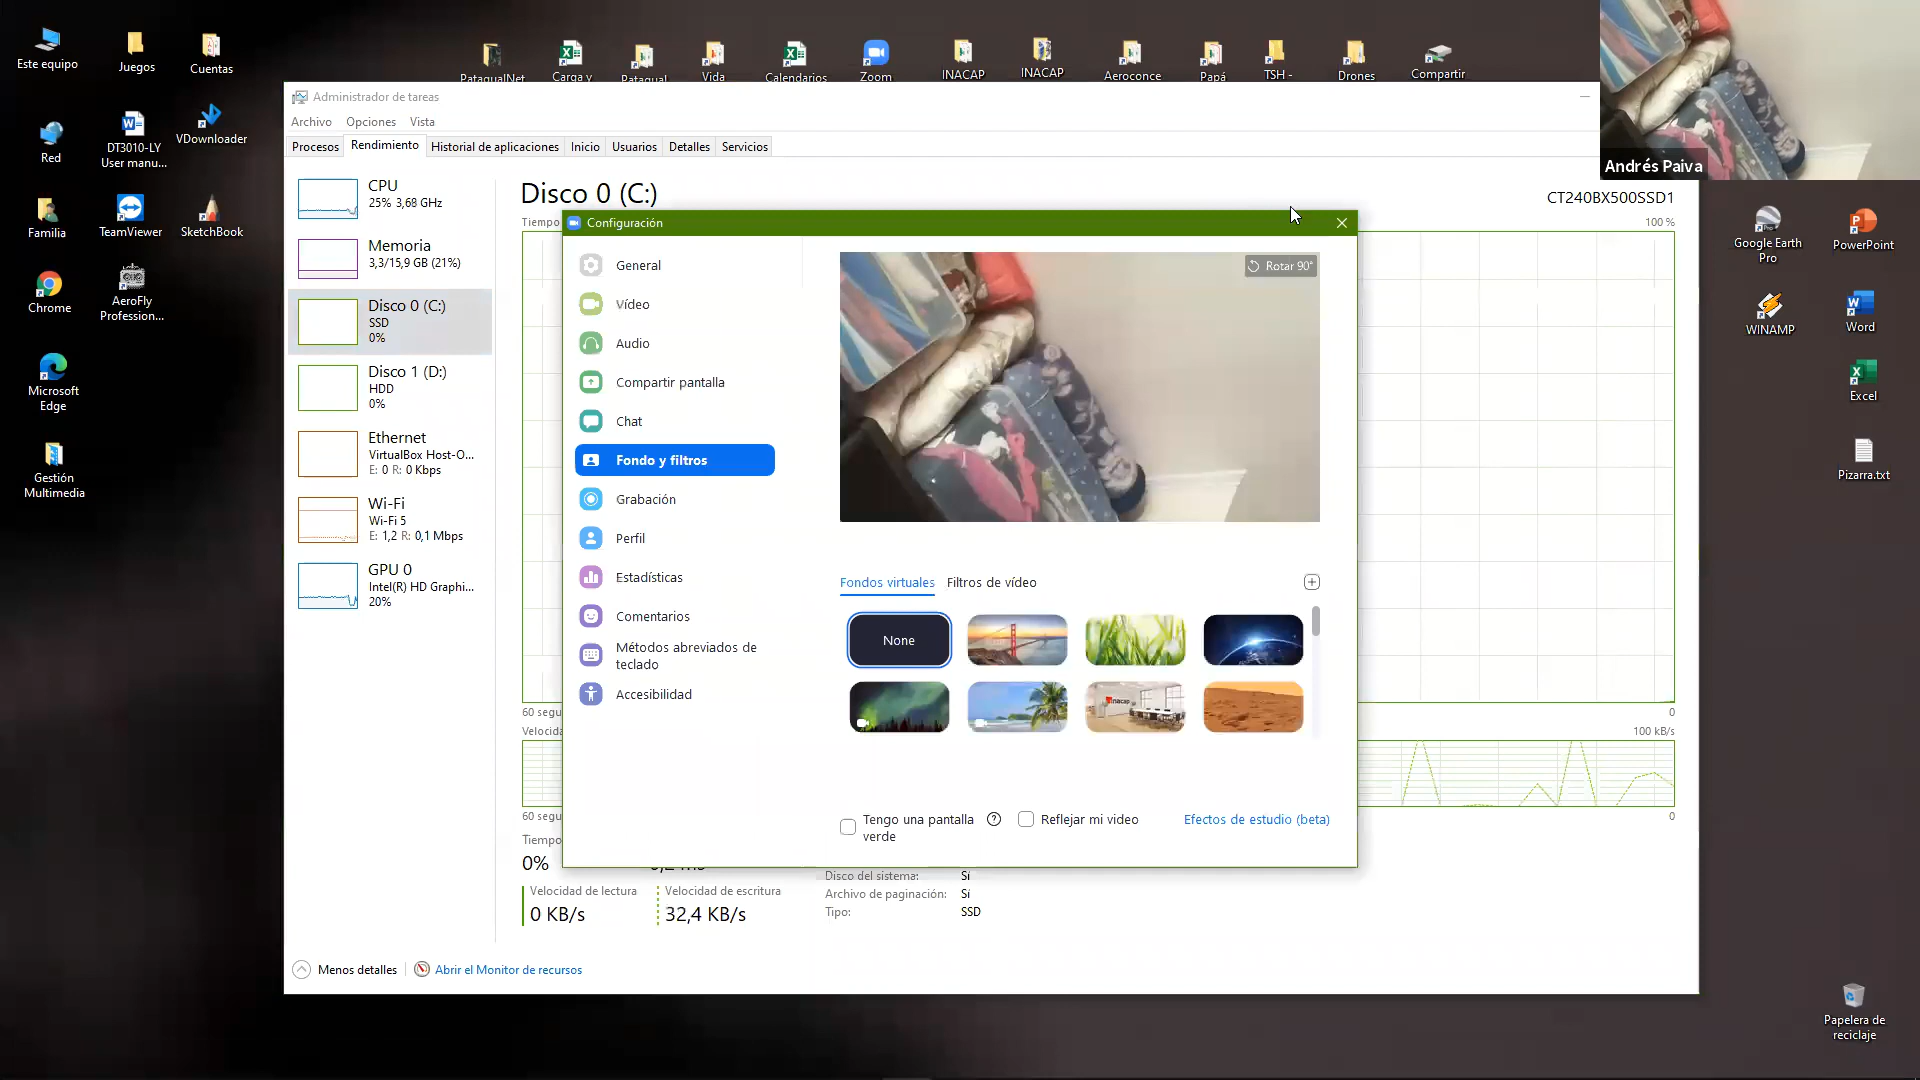 Este equipo
Juegos
Cuentas
PatagualNet
Carga y
Patagual
Vida
Calendarios
Zoom
INACAP
INACAP
Aeroconce
Papá
TSH -
Drones
Compartir
Red
DT3010-LY
User manu...
VDownloader
Familia
TeamViewer
SketchBook
Chrome
AeroFly
Profession...
Microsoft
Edge
Gestión
Multimedia
Administrador de tareas
Archivo
Opciones
Vista
Procesos
Rendimiento
Historial de aplicaciones
Inicio
Usuarios
Detalles
Servicios
CPU
25% 3,68 GHz
Memoria
3,3/15,9 GB (21%)
Disco 0 (C:)
SSD
0%
Disco 1 (D:)
HDD
0%
Ethernet
VirtualBox Host-O...
E: 0 R: 0 Kbps
Wi-Fi
Wi-Fi 5
E: 1,2 R: 0,1 Mbps
GPU 0
Intel(R) HD Graphi...
20%
Disco 0 (C:)
CT240BX500SSD1
Tiempo
100 %
Configuración
General
Vídeo
Audio
Compartir pantalla
Chat
Fondo y filtros
Grabación
Perfil
Estadísticas
Comentarios
Métodos abreviados de
teclado
Accesibilidad
Rotar 90°
Fondos virtuales
Filtros de vídeo
None
inacap
Tengo una pantalla
verde
Reflejar mi video
Efectos de estudio (beta)
60 segu
0
Velocida
100 kB/s
60 segu
0
Tiempo
0%
Velocidad de lectura
0 KB/s
Velocidad de escritura
32,4 KB/s
Disco del sistema:
Sí
Archivo de paginación:
Sí
Tipo:
SSD
Menos detalles
Abrir el Monitor de recursos
Andrés Paiva
Google Earth
Pro
PowerPoint
WINAMP
Word
Excel
Pizarra.txt
Papelera de
reciclaje